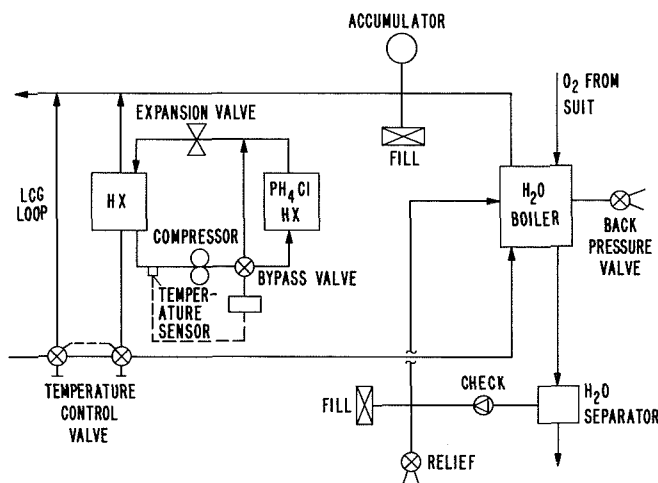 ACCUMULATOR
O2 FROM
SUIT
EXPANSION VALVE
FILL
LCG
LOOP
HX
PH4Cl
HX
H2O
BOILER
COMPRESSOR
BACK
PRESSURE
VALVE
BYPASS VALVE
TEMPER-
ATURE
SENSOR
TEMPERATURE
CONTROL
VALVE
CHECK
FILL
H2O
SEPARATOR
RELIEF